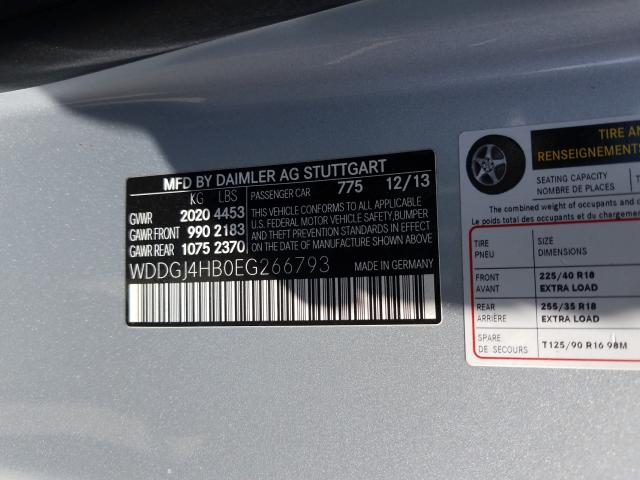 MFD BY DAIMLER AG STUTTGART
KG LBS
GVWR 2020 4453
GAWR FRONT 990 2183
GAWR REAR 1075 2370
PASSENGER CAR 775 12/13
THIS VEHICLE CONFORMS TO ALL APPLICABLE
U.S. FEDERAL MOTOR VEHICLE SAFETY, BUMPER
AND THEFT PREVENTION STANDARDS IN EFFECT
ON THE DATE OF MANUFACTURE SHOWN ABOVE
WDDGJ4HB0EG266793 MADE IN GERMANY
TIRE
RENSEIGNEMENTS
SEATING CAPACITY
NOMBRE DE PLACES
The combined weight of occupants and
Le poids total des occupants et du
TIRE
PNEU
SIZE
DIMENSIONS
FRONT
AVANT
225/40 R18
EXTRA LOAD
REAR
ARRIÈRE
255/35 R18
EXTRA LOAD
SPARE
DE SECOURS
T125/90 R16 98M